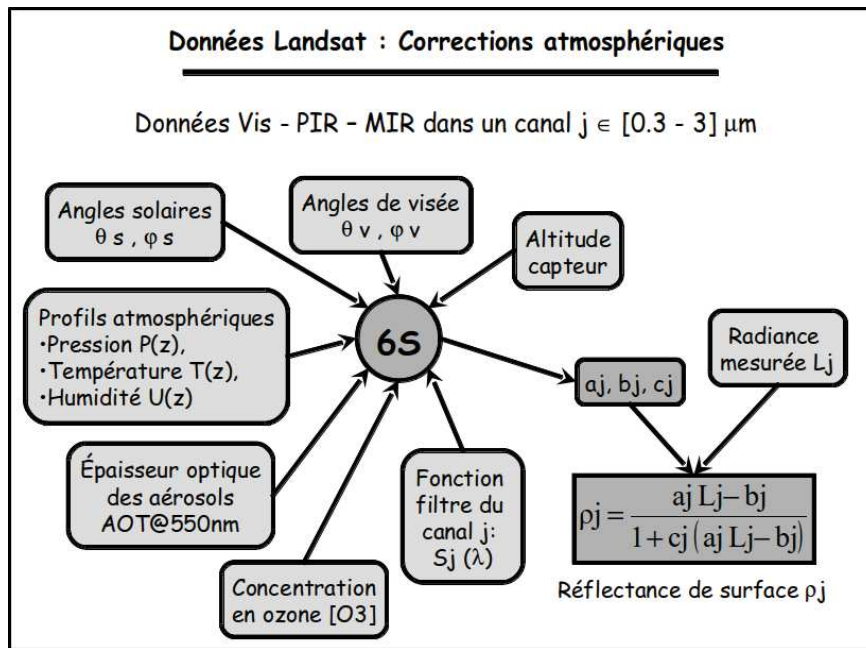 Données Landsat : Corrections atmosphériques
Données Vis - PIR – MIR dans un canal j ∈ [0.3 - 3] μm
Angles solaires
θ s , φ s
Angles de visée
θ v , φ v
Altitude
capteur
Profils atmosphériques
•Pression P(z),
•Température T(z),
•Humidité U(z)
6S
Radiance
mesurée Lj
aj, bj, cj
Épaisseur optique
des aérosols
AOT@550nm
Fonction
filtre du
canal j:
Sj (λ)
Concentration
en ozone [O3]
ρj = aj Lj– bj
1 + cj ( aj Lj– bj)
Réflectance de surface ρj